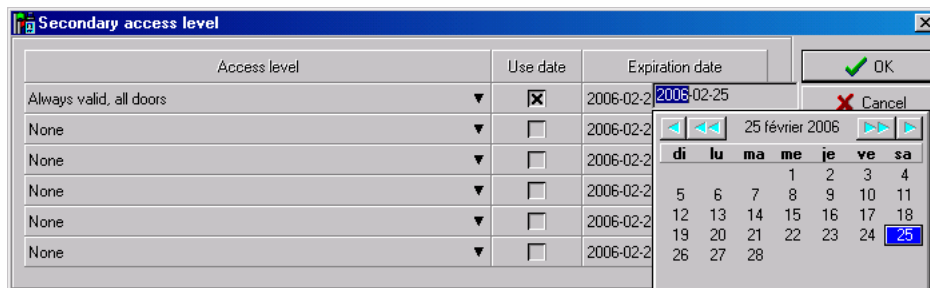 Secondary access level
Access level Use date Expiration date OK
Always valid, all doors 2006-02-2 2006-02-25 Cancel
None 2006-02-2 25 février 2006
di lu ma me je ve sa
None 2006-02-2 1 2 3 4
5 6 7 8 9 10 11
None 2006-02-2 12 13 14 15 16 17 18
None 2006-02-2 19 20 21 22 23 24 25
None 2006-02-2 26 27 28